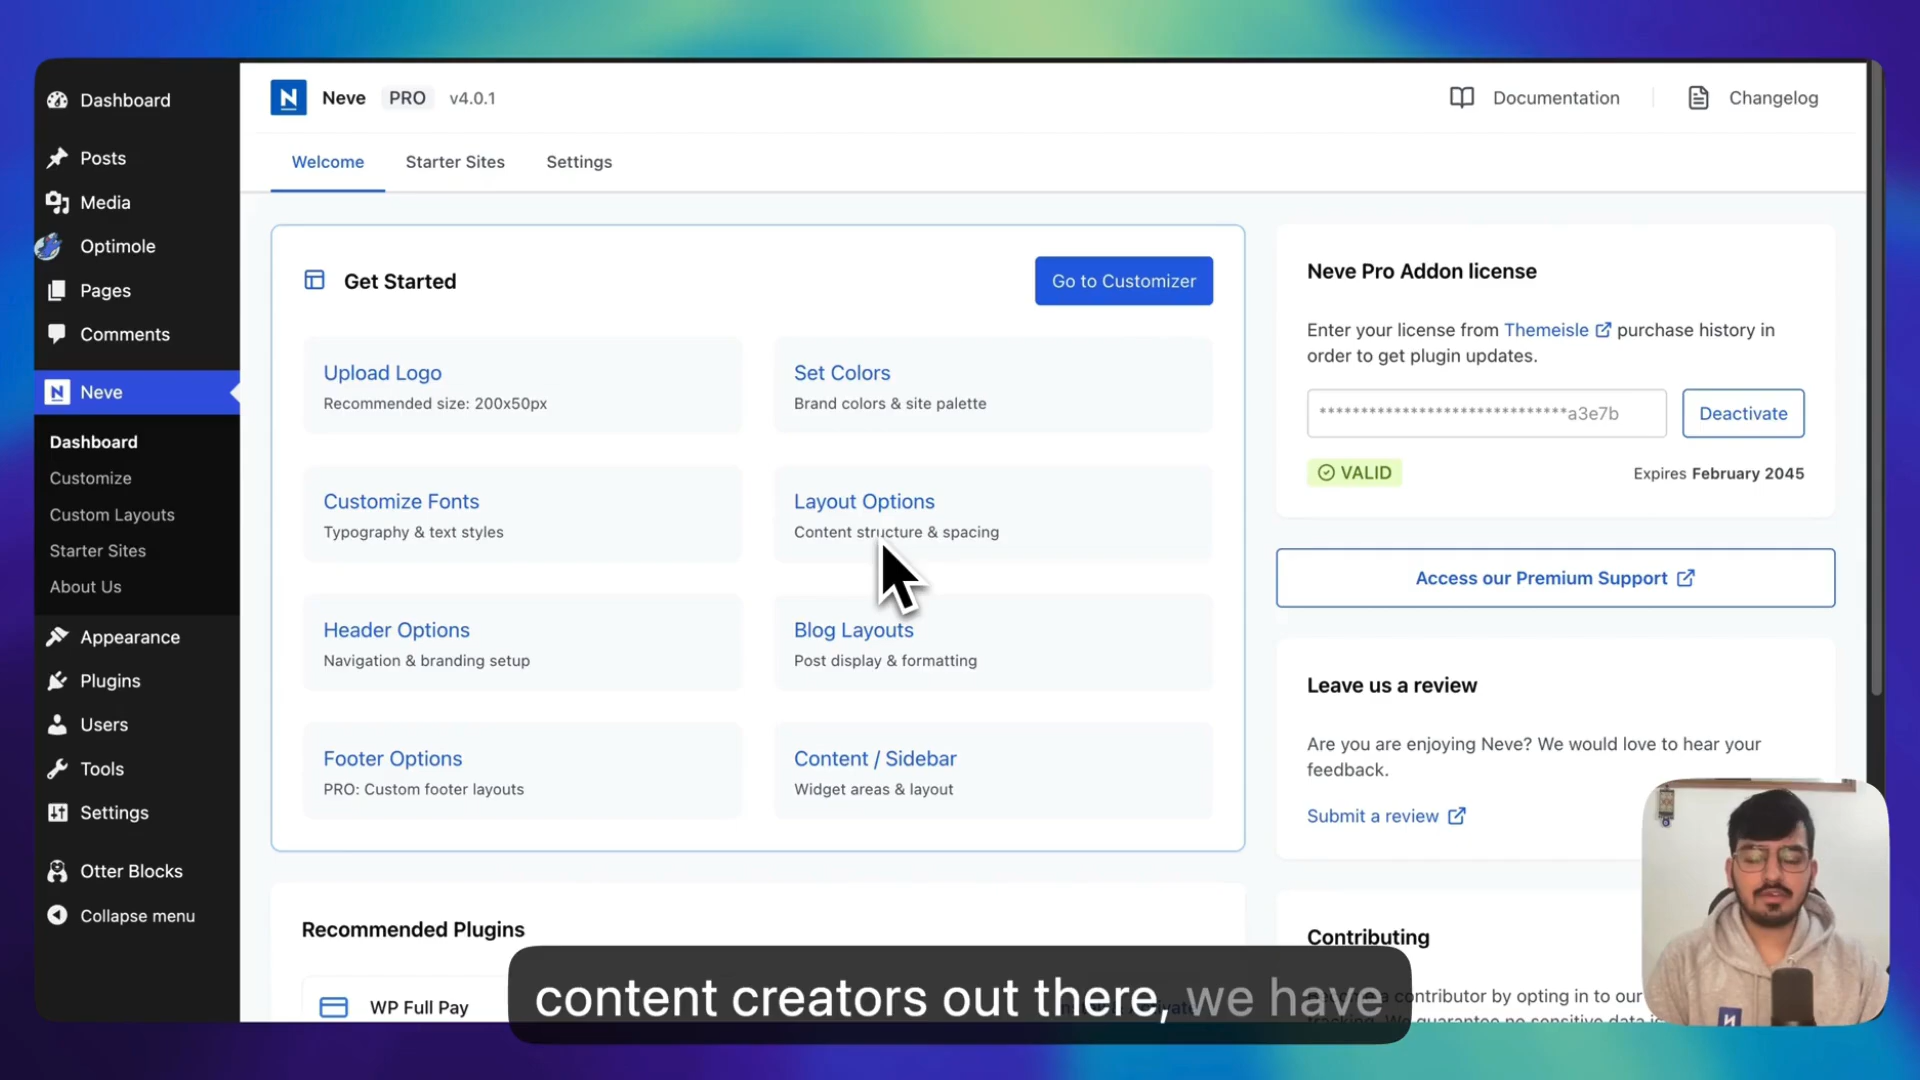 Dashboard
Posts
Media
Optimole
Pages
Comments
Neve
Dashboard
Customize
Custom Layouts
Starter Sites
About Us
Appearance
Plugins
Users
Tools
Settings
Otter Blocks
Collapse menu
Neve PRO v4.0.1
Documentation
Changelog
Welcome
Starter Sites
Settings
Get Started
Go to Customizer
Upload Logo
Recommended size: 200x50px
Set Colors
Brand colors & site palette
Customize Fonts
Typography & text styles
Layout Options
Content structure & spacing
Header Options
Navigation & branding setup
Blog Layouts
Post display & formatting
Footer Options
PRO: Custom footer layouts
Content / Sidebar
Widget areas & layout
Recommended Plugins
WP Full Pay
Neve Pro Addon license
Enter your license from Themeisle purchase history in
order to get plugin updates.
******************************a3e7b
Deactivate
VALID
Expires February 2045
Access our Premium Support
Leave us a review
Are you are enjoying Neve? We would love to hear your
feedback.
Submit a review
Contributing
contributor by opting in to our
content creators out there, we have